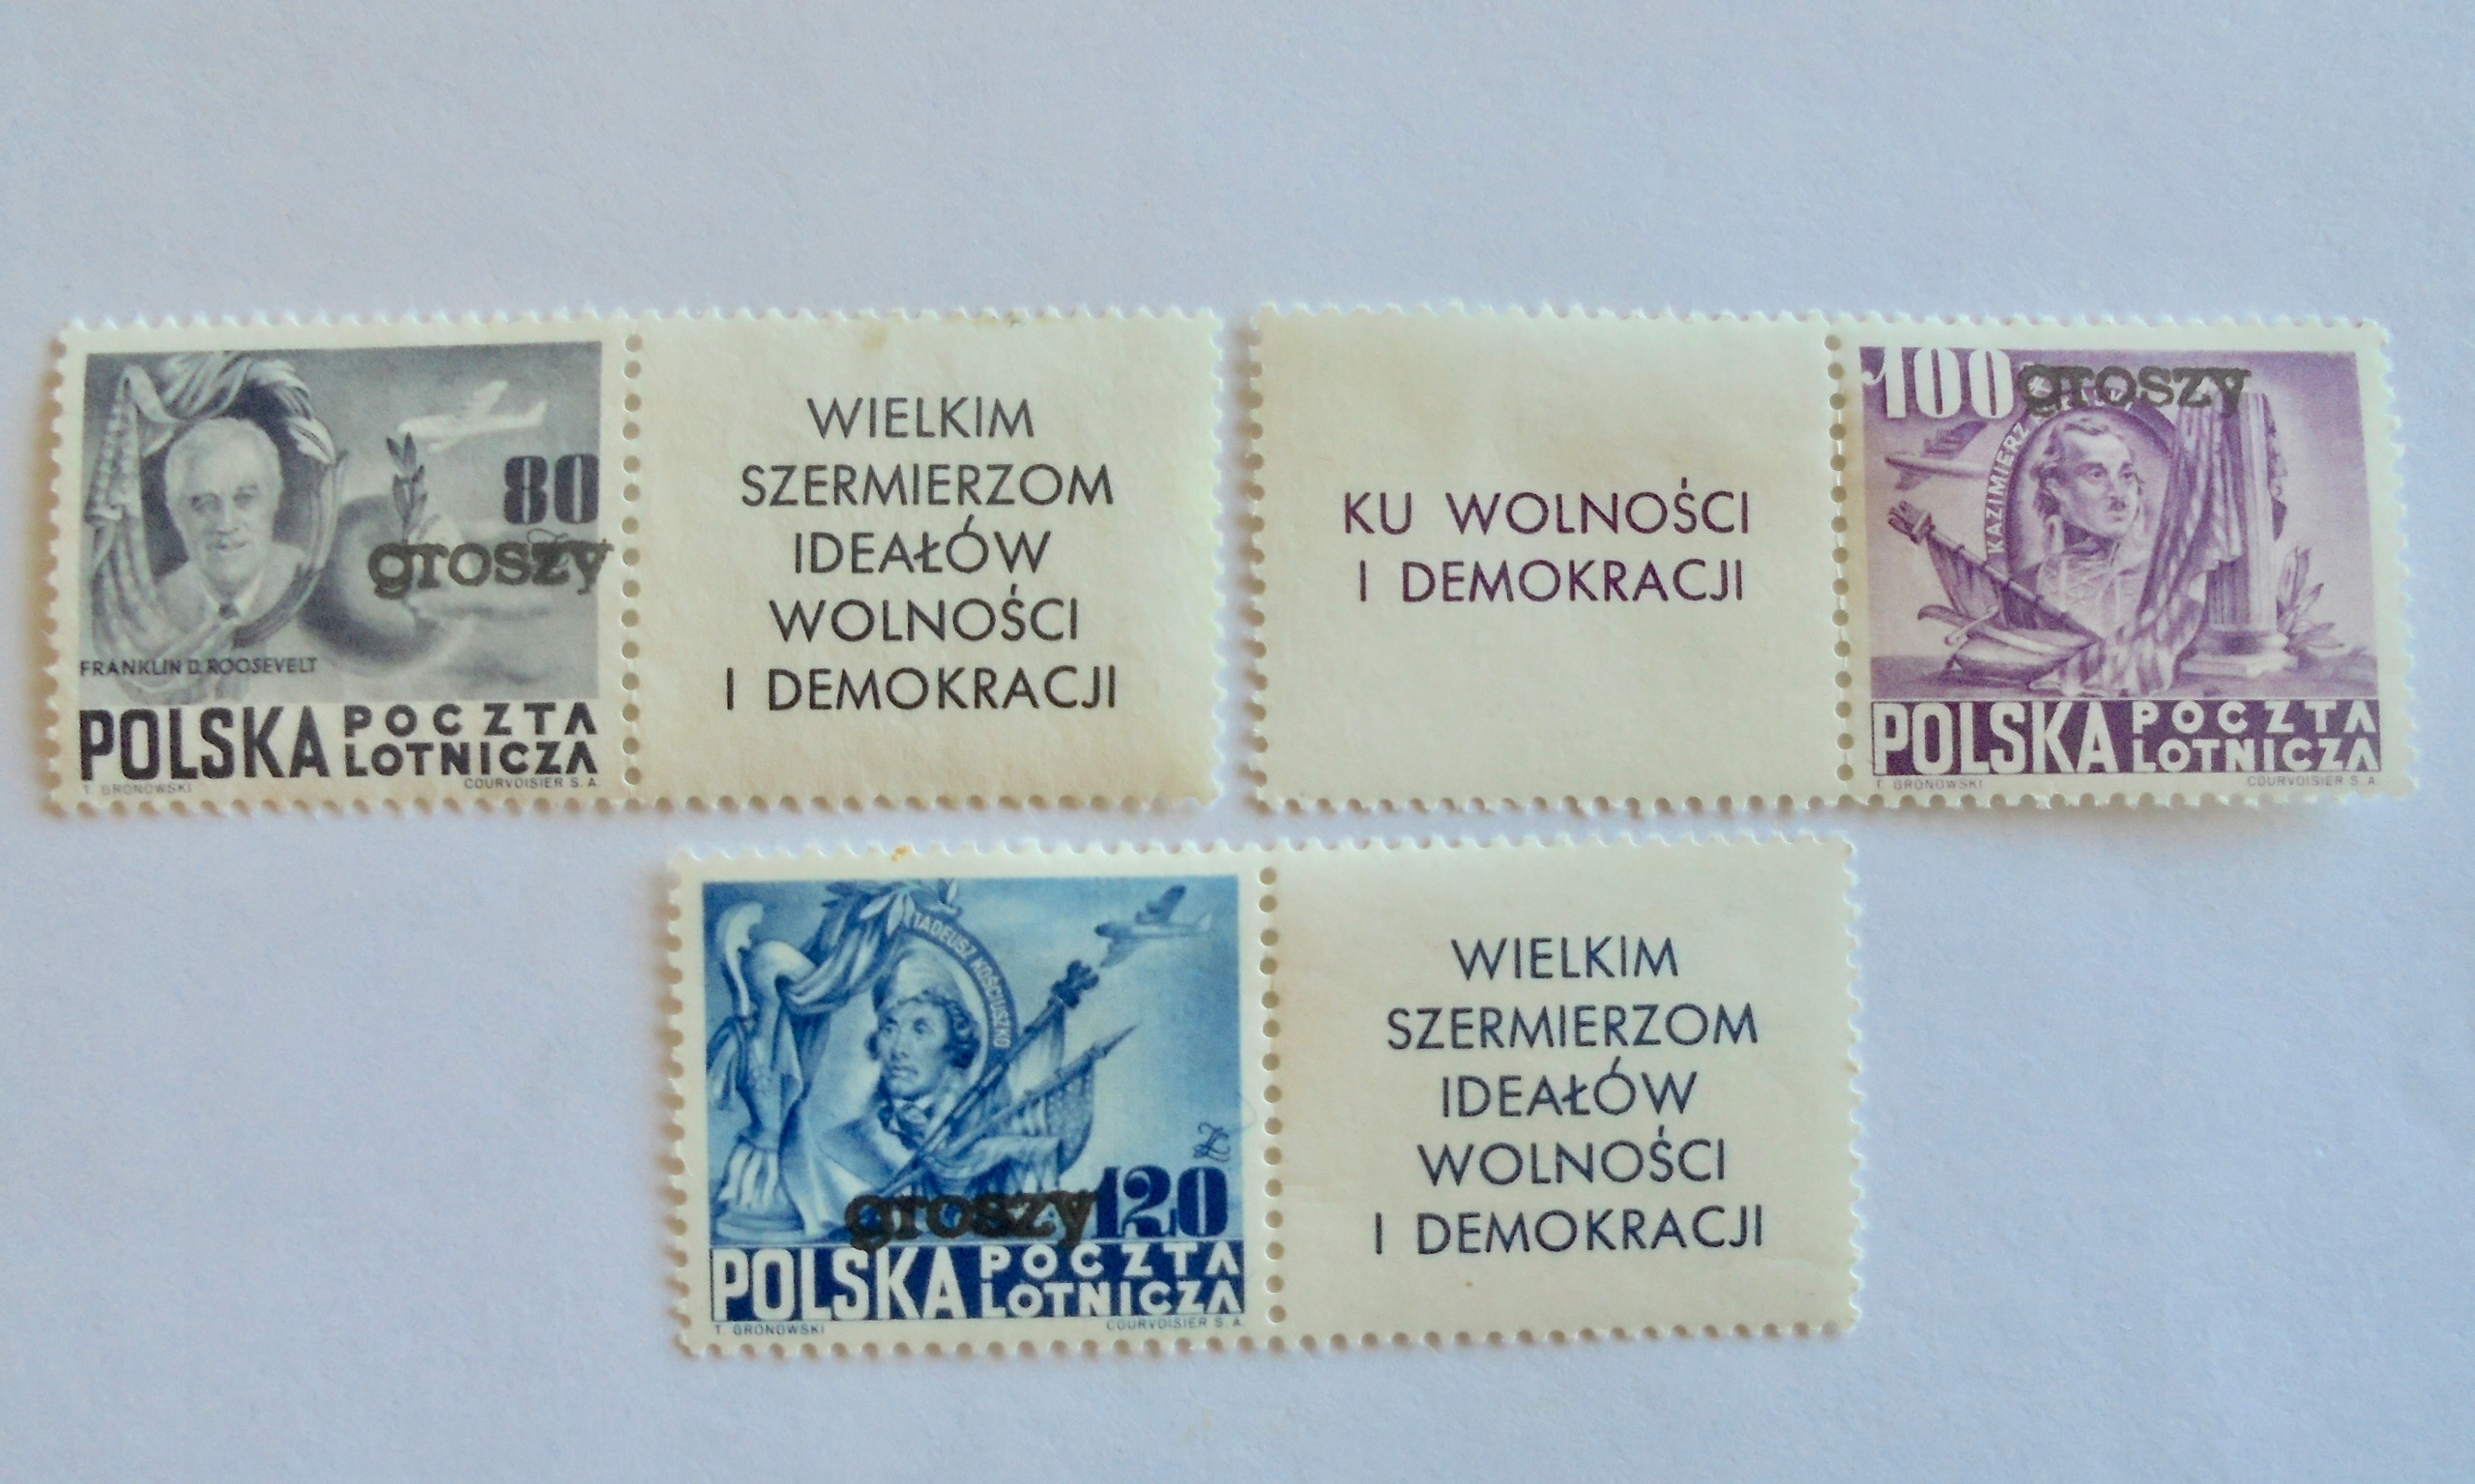 80
groszy
FRANKLIN D. ROOSEVELT
POLSKA POCZTA LOTNICZA
T. GRONOWSKI COURVOISIER S. A.
WIELKIM
SZERMIERZOM
IDEAŁÓW
WOLNOŚCI
I DEMOKRACJI
KU WOLNOŚCI
I DEMOKRACJI
100 groszy
KAZIMIERZ
POLSKA POCZTA LOTNICZA
T. GRONOWSKI COURVOISIER S. A.
TADEUSZ KOŚCIUSZKO
groszy 120
POLSKA POCZTA LOTNICZA
T. GRONOWSKI COURVOISIER S. A.
WIELKIM
SZERMIERZOM
IDEAŁÓW
WOLNOŚCI
I DEMOKRACJI